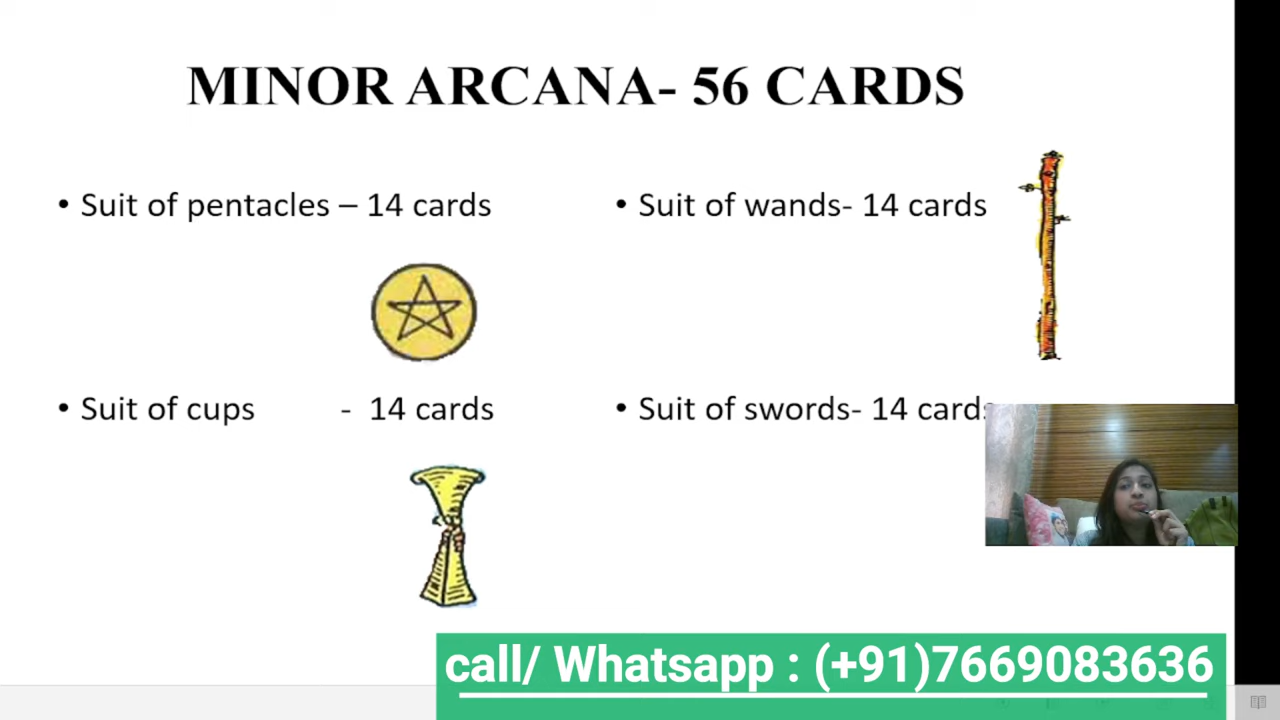 MINOR ARCANA- 56 CARDS
• Suit of pentacles – 14 cards
• Suit of wands- 14 cards
• Suit of cups - 14 cards
• Suit of swords- 14 cards
call/ Whatsapp : (+91)7669083636